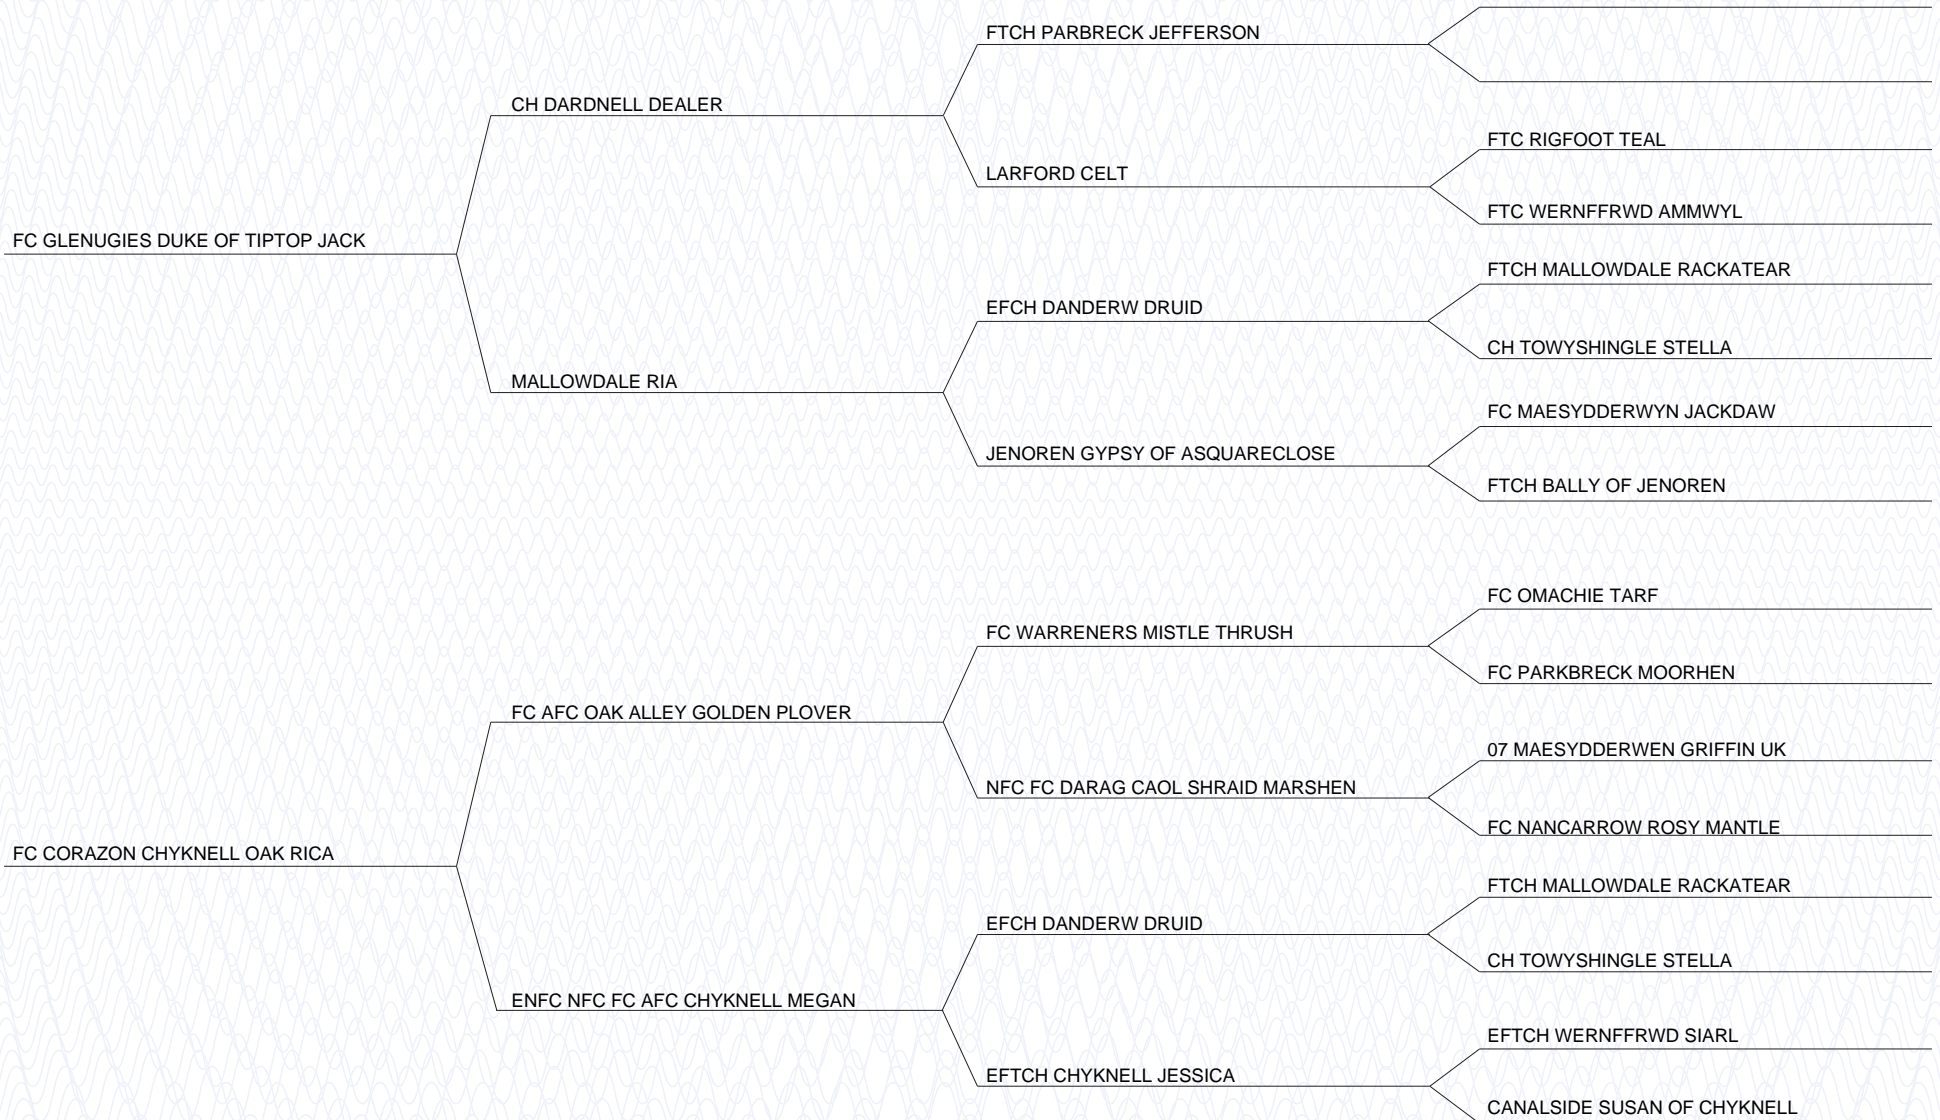 FTCH PARBRECK JEFFERSON
CH DARDNELL DEALER
FTC RIGFOOT TEAL
LARFORD CELT
FTC WERNFFRWD AMMWYL
FC GLENUGIES DUKE OF TIPTOP JACK
FTCH MALLOWDALE RACKATEAR
EFCH DANDERW DRUID
CH TOWYSHINGLE STELLA
MALLOWDALE RIA
FC MAESYDDERWYN JACKDAW
JENOREN GYPSY OF ASQUARECLOSE
FTCH BALLY OF JENOREN
FC OMACHIE TARF
FC WARRENERS MISTLE THRUSH
FC PARKBRECK MOORHEN
FC AFC OAK ALLEY GOLDEN PLOVER
07 MAESYDDERWEN GRIFFIN UK
NFC FC DARAG CAOL SHRAID MARSHEN
FC NANCARROW ROSY MANTLE
FC CORAZON CHYKNELL OAK RICA
FTCH MALLOWDALE RACKATEAR
EFCH DANDERW DRUID
CH TOWYSHINGLE STELLA
ENFC NFC FC AFC CHYKNELL MEGAN
EFTCH WERNFFRWD SIARL
EFTCH CHYKNELL JESSICA
CANALSIDE SUSAN OF CHYKNELL